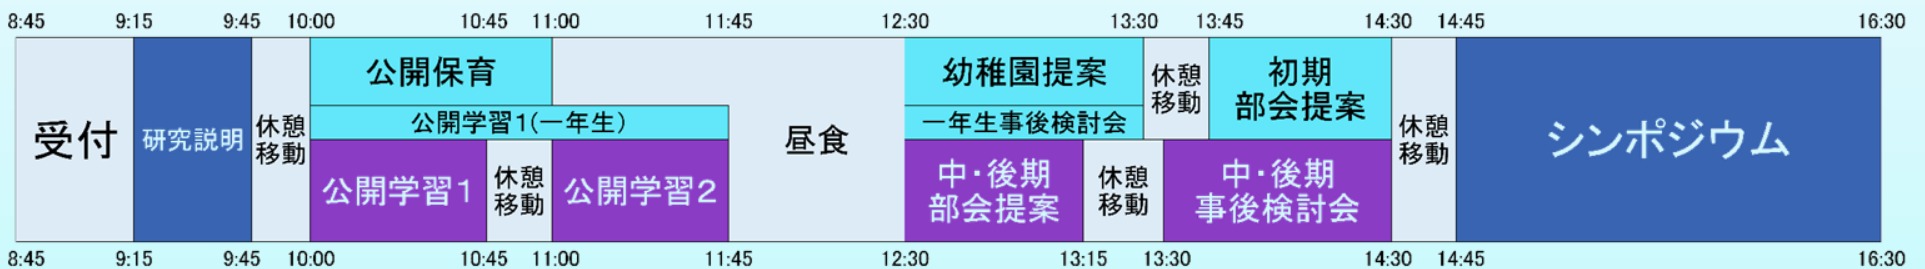 8:45 9:15 9:45 10:00 10:45 11:00 11:45 12:30 13:30 13:45 14:30 14:45 16:30
受付
研究説明
休憩
移動
公開保育
公開学習1(一年生)
公開学習1
休憩
移動
公開学習2
昼食
幼稚園提案
一年生事後検討会
中・後期
部会提案
休憩
移動
休憩
移動
初期
部会提案
中・後期
事後検討会
休憩
移動
シンポジウム
8:45 9:15 9:45 10:00 10:45 11:00 11:45 12:30 13:15 13:30 14:30 14:45 16:30